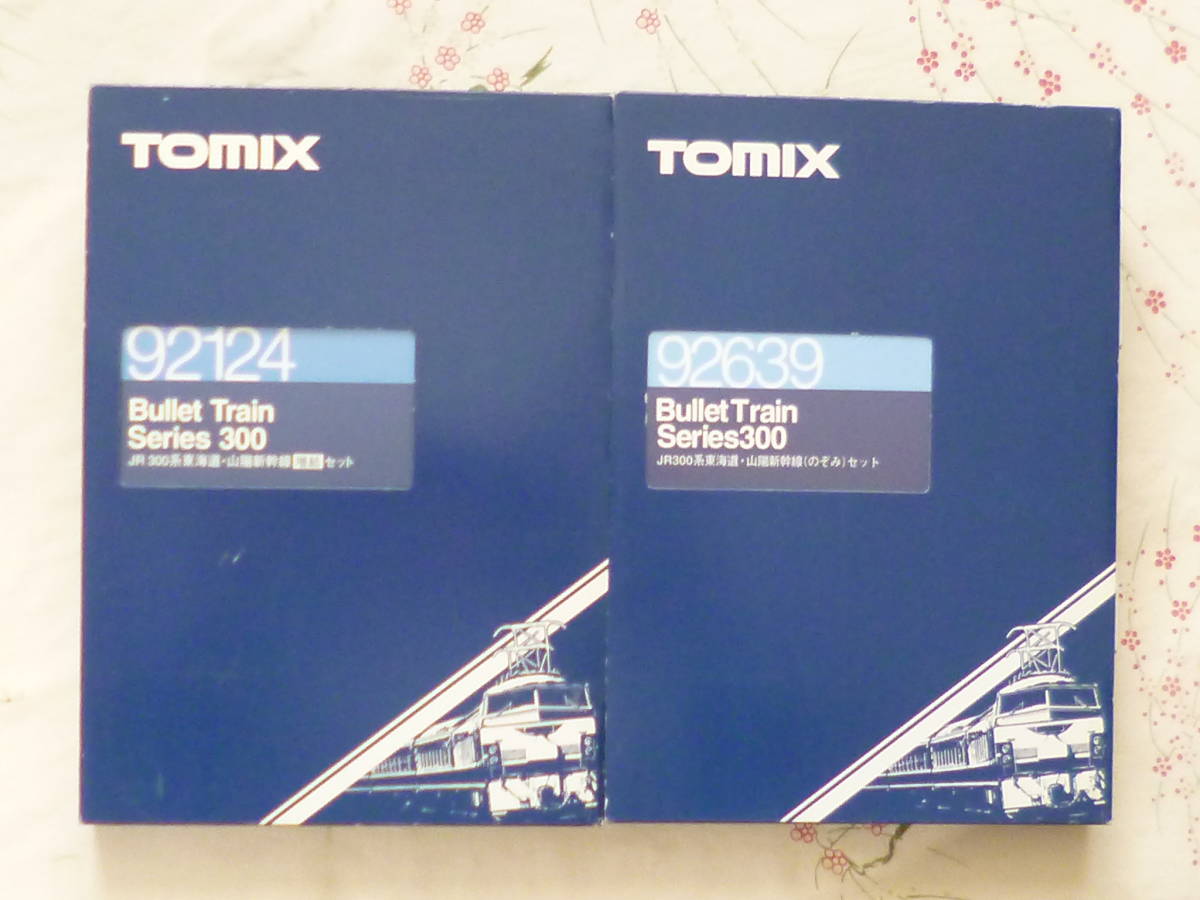 TOMIX
92124
Bullet Train
Series 300
JR 300系東海道・山陽新幹線 増結 セット
TOMIX
92639
Bullet Train
Series300
JR300系東海道・山陽新幹線(のぞみ)セット